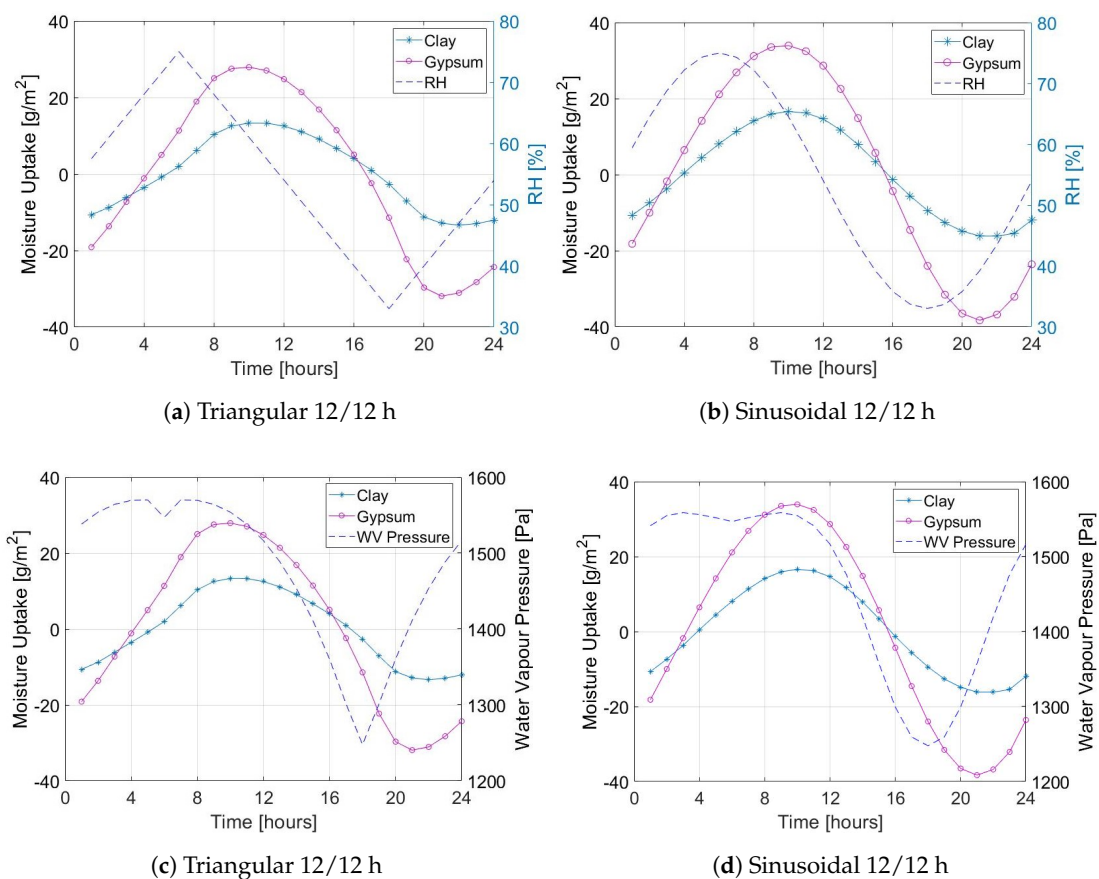 40
20
0
-20
-40
Moisture Uptake [g/m²]
80
70
60
50
40
30
RH [%]
Clay
Gypsum
RH
0 4 8 12 16 20 24
Time [hours]
(a) Triangular 12/12 h
40
20
0
-20
-40
Moisture Uptake [g/m²]
80
70
60
50
40
30
RH [%]
Clay
Gypsum
RH
0 4 8 12 16 20 24
Time [hours]
(b) Sinusoidal 12/12 h
40
20
0
-20
-40
Moisture Uptake [g/m²]
1600
1500
1400
1300
1200
Water Vapour Pressure [Pa]
Clay
Gypsum
WV Pressure
0 4 8 12 16 20 24
Time [hours]
(c) Triangular 12/12 h
40
20
0
-20
-40
Moisture Uptake [g/m²]
1600
1500
1400
1300
1200
Water Vapour Pressure [Pa]
Clay
Gypsum
WV Pressure
0 4 8 12 16 20 24
Time [hours]
(d) Sinusoidal 12/12 h